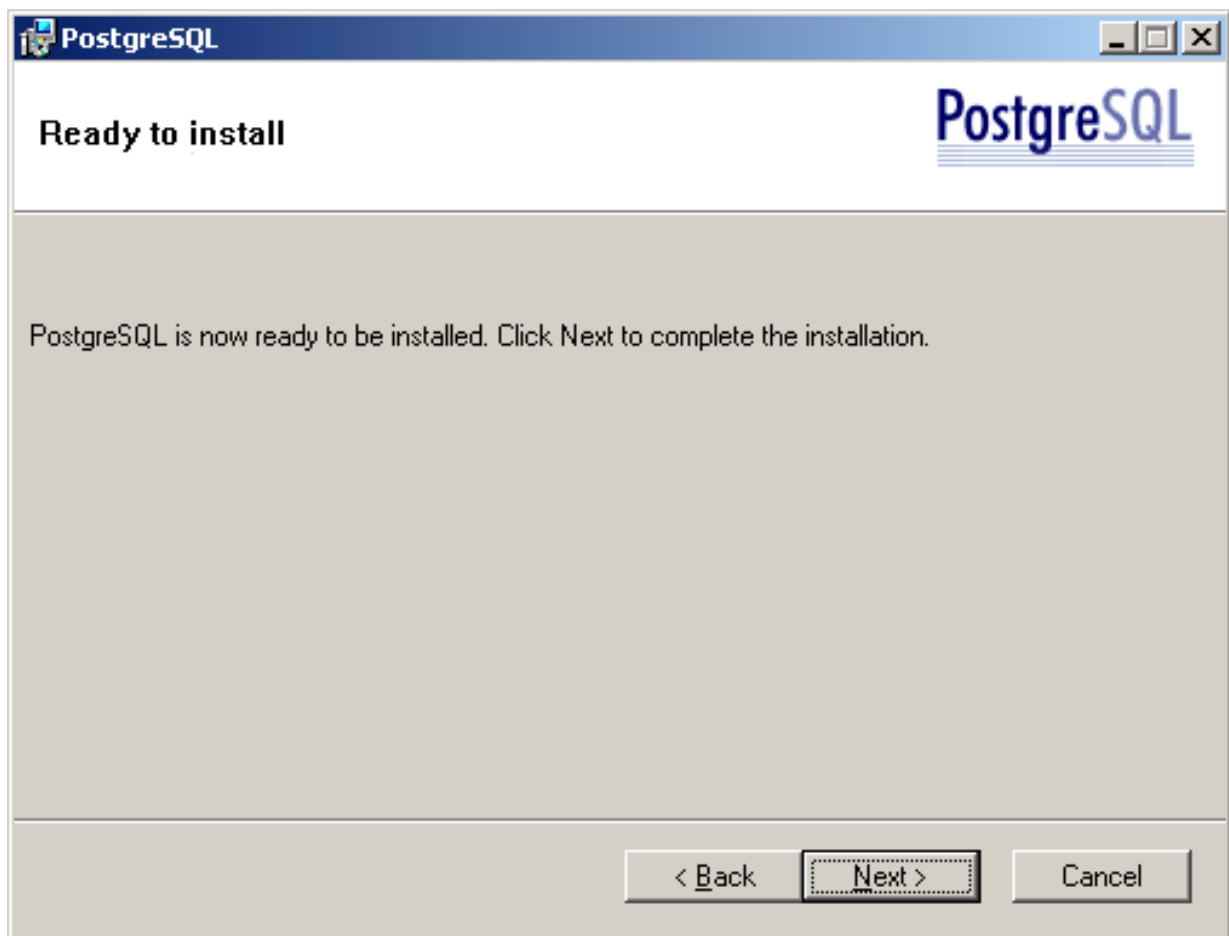 PostgreSQL
Ready to install
PostgreSQL
PostgreSQL is now ready to be installed. Click Next to complete the installation.
< Back Next > Cancel